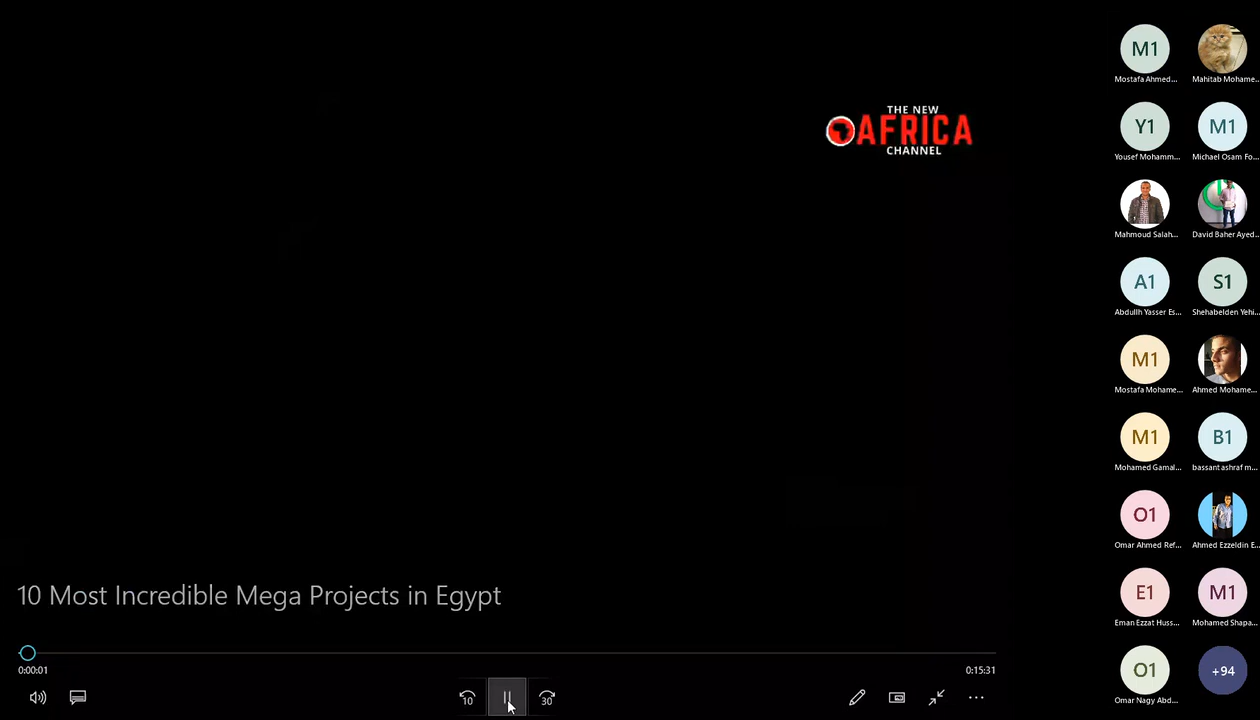 THE NEW
AFRICA
CHANNEL
10 Most Incredible Mega Projects in Egypt
0:00:01
0:15:31
10
30
M1
Mostafa Ahmed...
Mahitab Mohame...
Y1
M1
Yousef Mohamm...
Michael Osam Fo...
Mahmoud Salah...
David Baher Ayed...
A1
S1
Abdullh Yasser Es...
Shehabelden Yehi...
M1
Mostafa Mohame...
Ahmed Mohame...
M1
B1
Mohamed Gamal...
bassant ashraf m...
O1
Omar Ahmed Ref...
Ahmed Ezzeldin E...
E1
M1
Eman Ezzat Huss...
Mohamed Shapa...
O1
+94
Omar Nagy Abd...